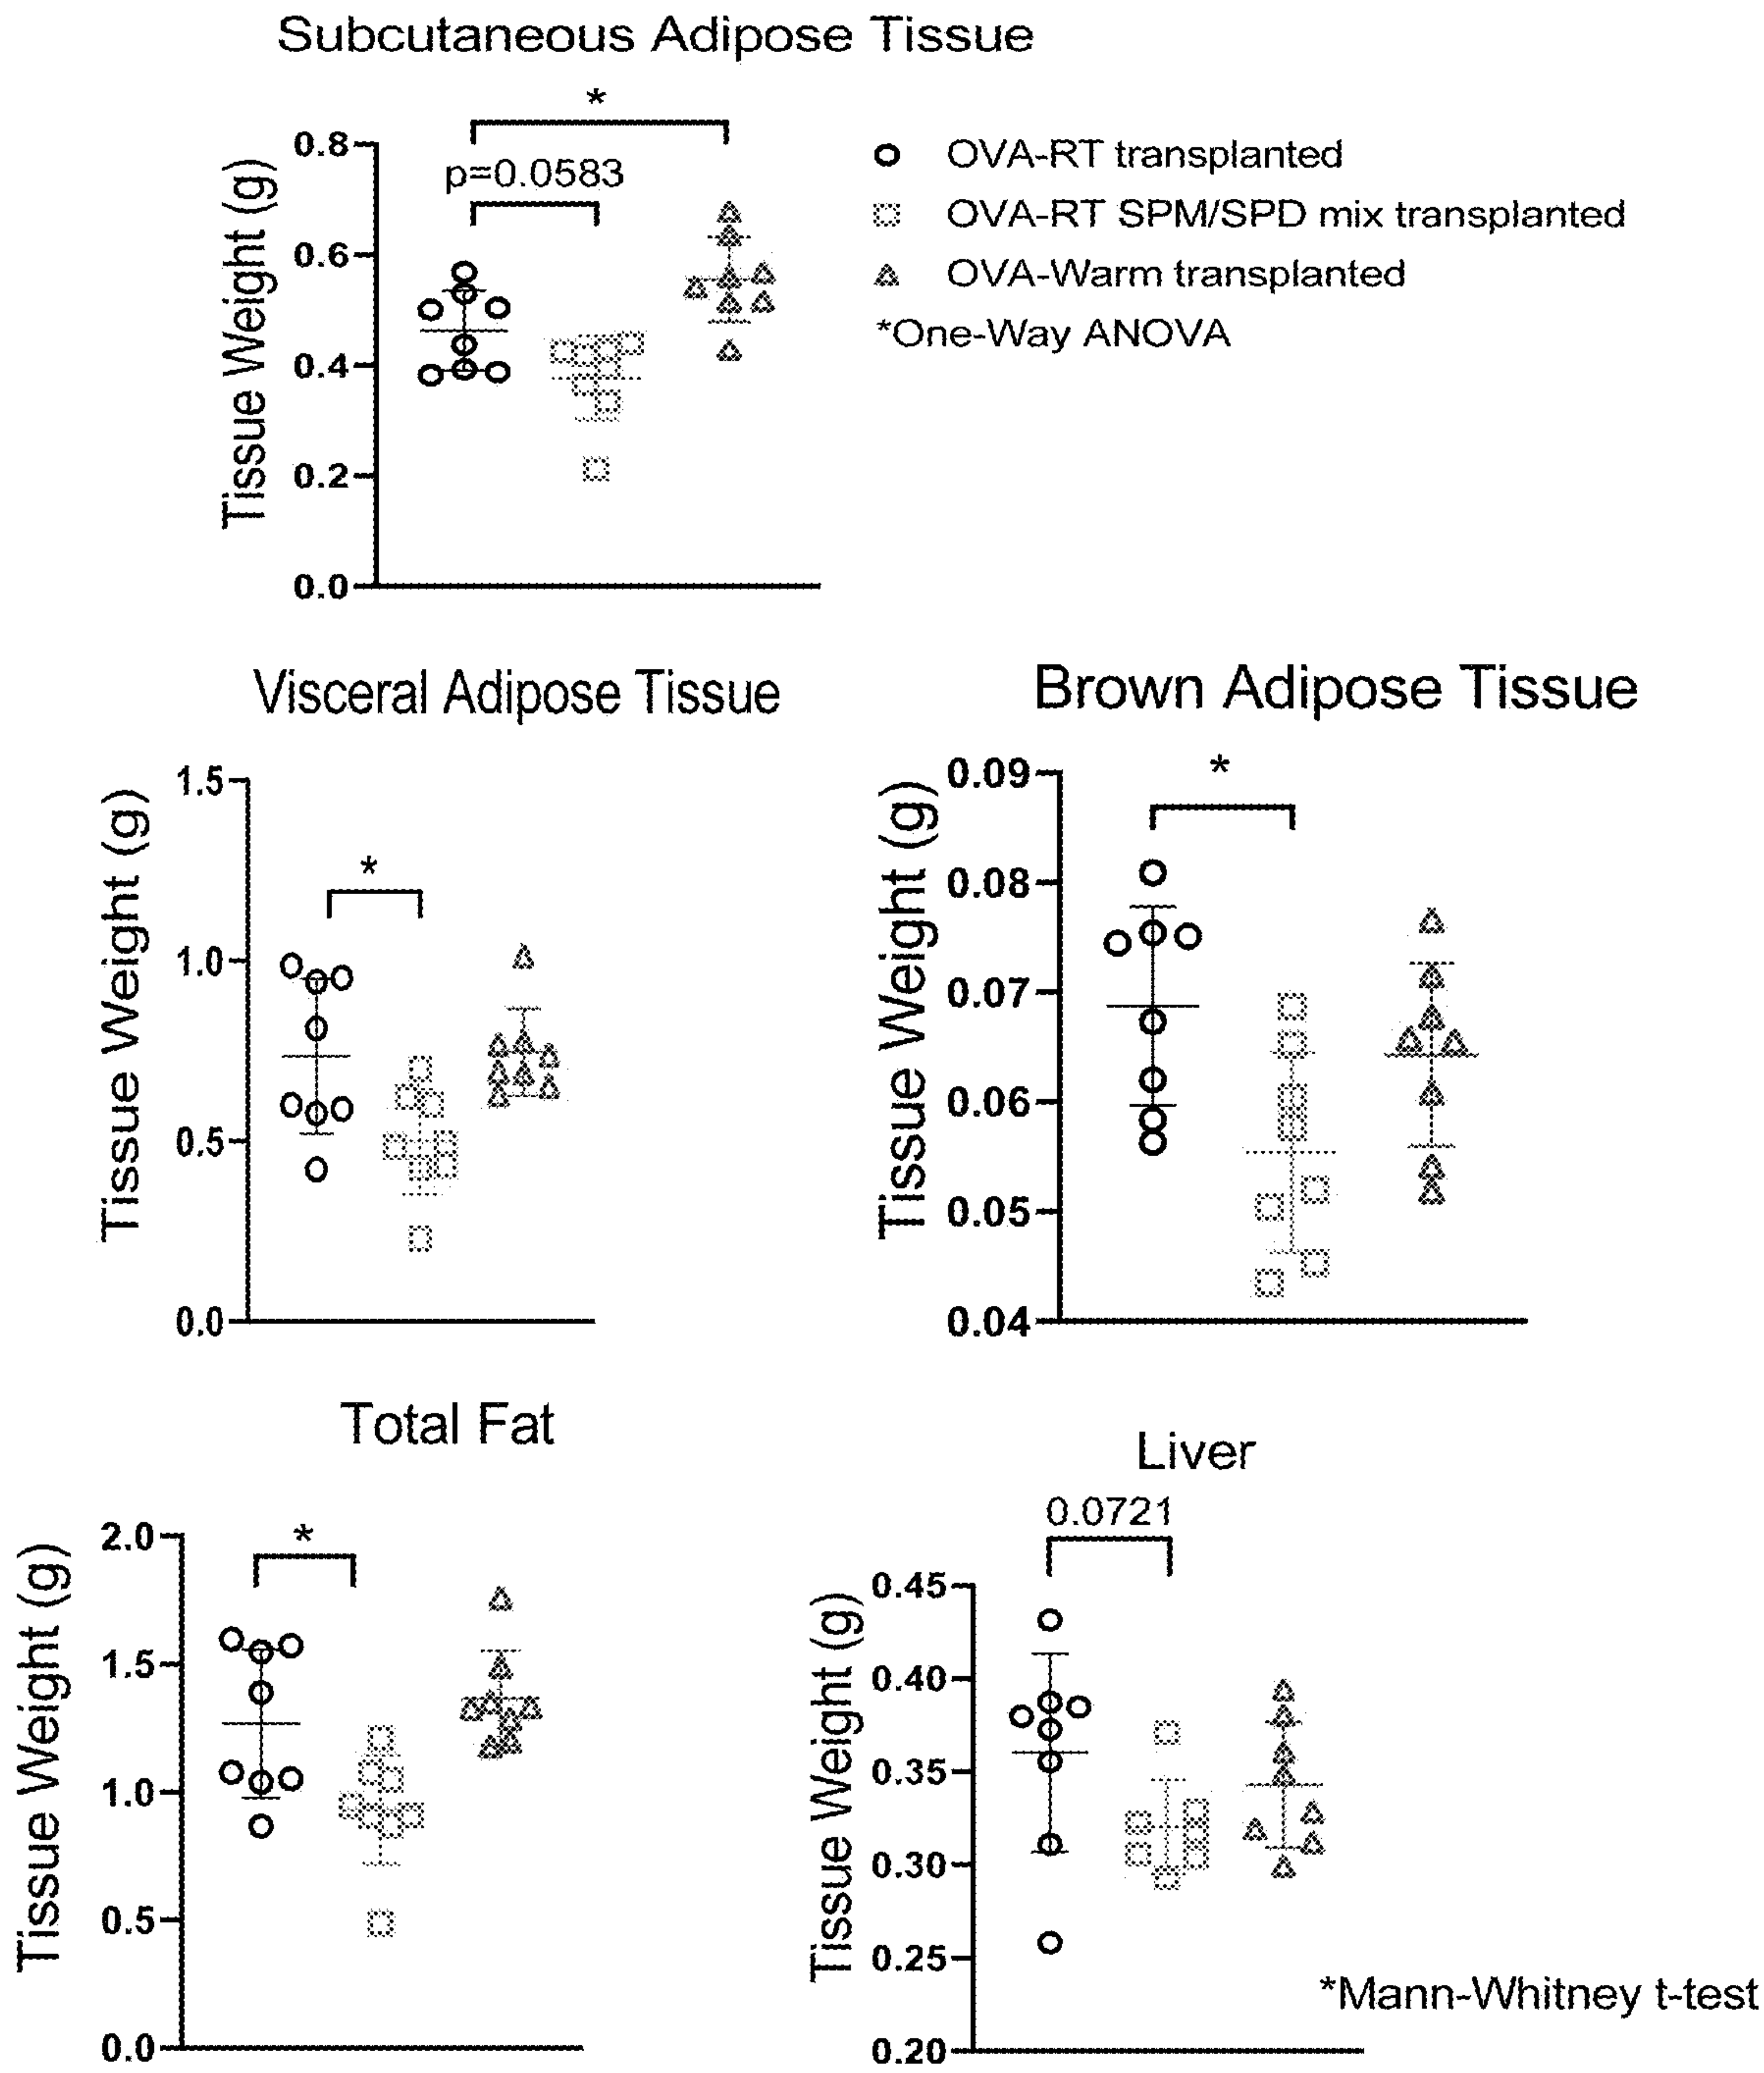 Subcutaneous Adipose Tissue
*
p=0.0583
Tissue Weight (g)
0.8
0.6
0.4
0.2
0.0
OVA-RT transplanted
OVA-RT SPM/SPD mix transplanted
OVA-Warm transplanted
*One-Way ANOVA
Visceral Adipose Tissue
*
Tissue Weight (g)
1.5
1.0
0.5
0.0
Brown Adipose Tissue
*
Tissue Weight (g)
0.09
0.08
0.07
0.06
0.05
0.04
Total Fat
*
Tissue Weight (g)
2.0
1.5
1.0
0.5
0.0
Liver
0.0721
Tissue Weight (g)
0.45
0.40
0.35
0.30
0.25
0.20
*Mann-Whitney t-test